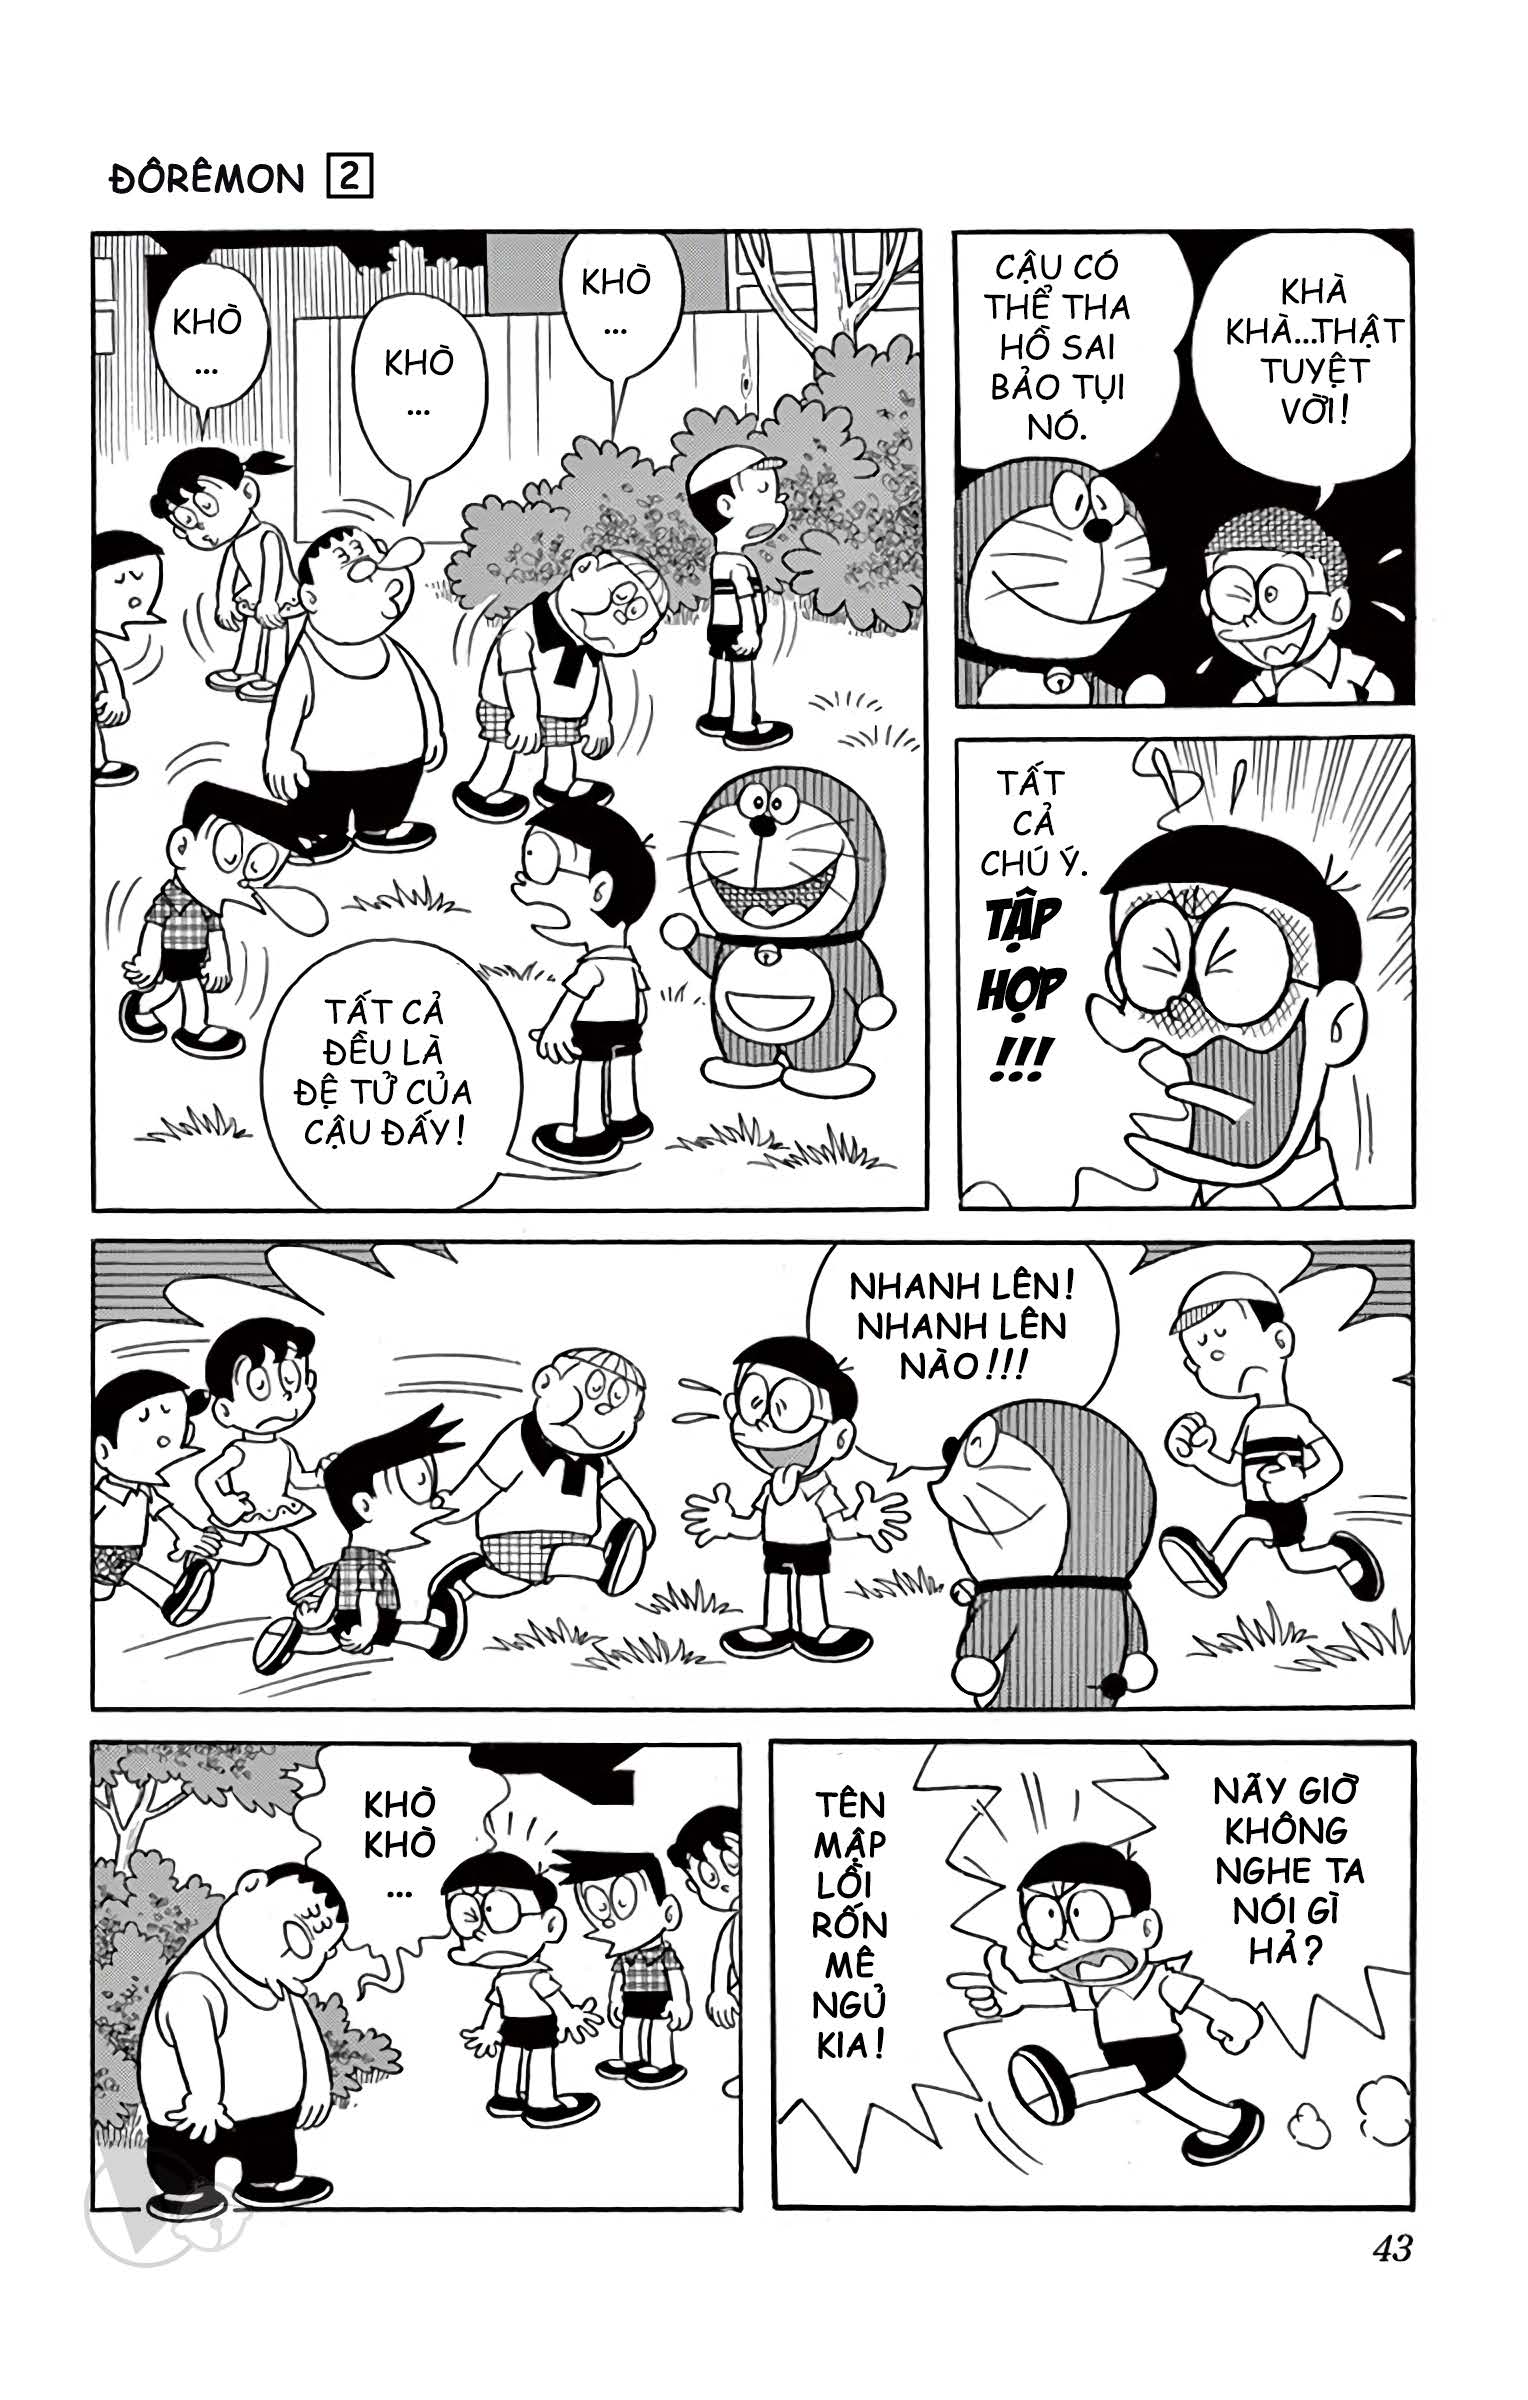 ĐÔRÊMON 2
KHÒ
...
KHÒ
...
KHÒ
...
TẤT CẢ
ĐỀU LÀ
ĐỆ TỬ CỦA
CẬU ĐẤY!
CẬU CÓ
THỂ THA
HỒ SAI
BẢO TỤI
NÓ.
KHÀ
KHÀ...THẬT
TUYỆT
VỜI!
TẤT
CẢ
CHÚ Ý.
TẬP
HỢP
!!!
NHANH LÊN!
NHANH LÊN
NÀO!!!
KHÒ
KHÒ
...
TÊN
MẬP
LỒI
RỐN
MÊ
NGỦ
KIA!
NÃY GIỜ
KHÔNG
NGHE TA
NÓI GÌ
HẢ?
43